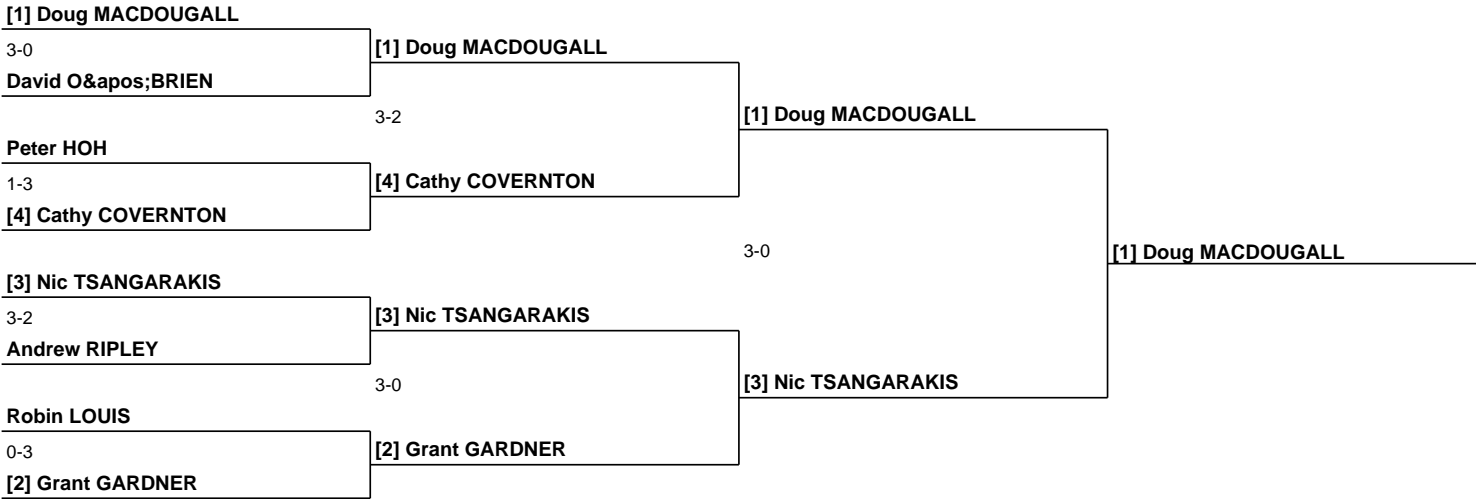 [1] Doug MACDOUGALL
3-0
David O&apos;BRIEN
Peter HOH
1-3
[4] Cathy COVERNTON
[3] Nic TSANGARAKIS
3-2
Andrew RIPLEY
Robin LOUIS
0-3
[2] Grant GARDNER
[1] Doug MACDOUGALL
3-2
[4] Cathy COVERNTON
[3] Nic TSANGARAKIS
3-0
[2] Grant GARDNER
[1] Doug MACDOUGALL
3-0
[3] Nic TSANGARAKIS
[1] Doug MACDOUGALL